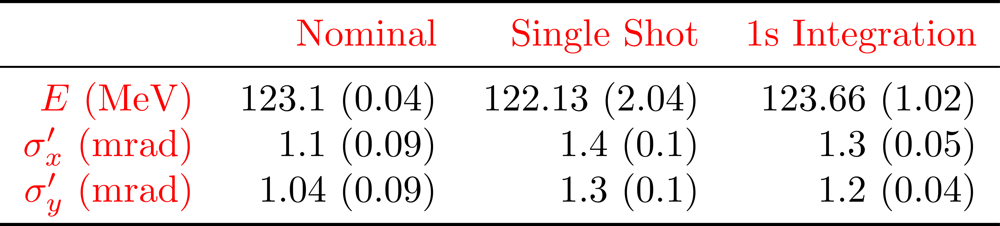 Nominal Single Shot 1s Integration
E (MeV) 123.1 (0.04) 122.13 (2.04) 123.66 (1.02)
σ′x (mrad) 1.1 (0.09) 1.4 (0.1) 1.3 (0.05)
σ′y (mrad) 1.04 (0.09) 1.3 (0.1) 1.2 (0.04)